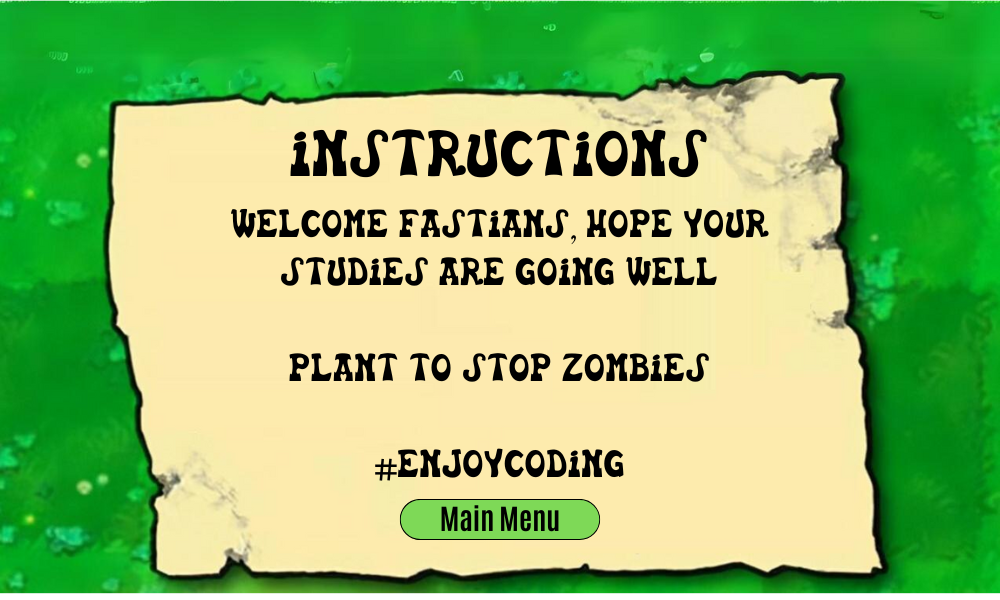 iNSTRUCTiONS
WELCOME FASTiANS, HOPE YOUR
STUDiES ARE GOiNG WELL
PLANT TO STOP ZOMBiES
#ENJOYCODiNG
Main Menu